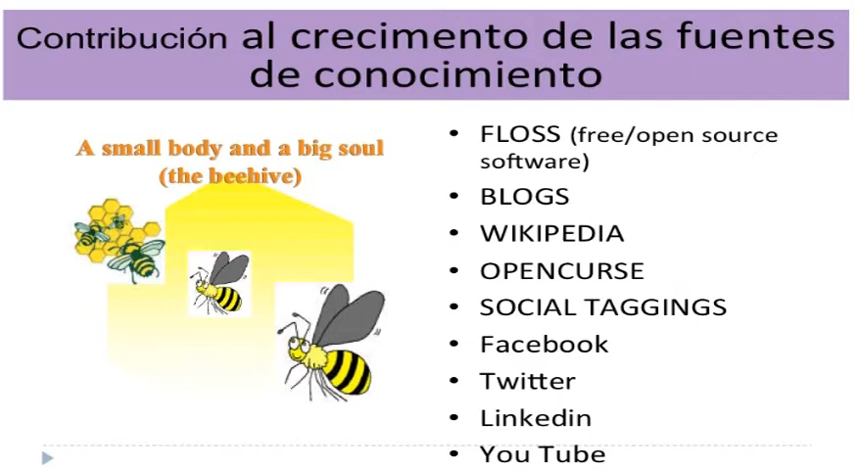 Contribución al crecimento de las fuentes
de conocimiento
A small body and a big soul
(the beehive)
• FLOSS (free/open source
software)
• BLOGS
• WIKIPEDIA
• OPENCURSE
• SOCIAL TAGGINGS
• Facebook
• Twitter
• Linkedin
• You Tube